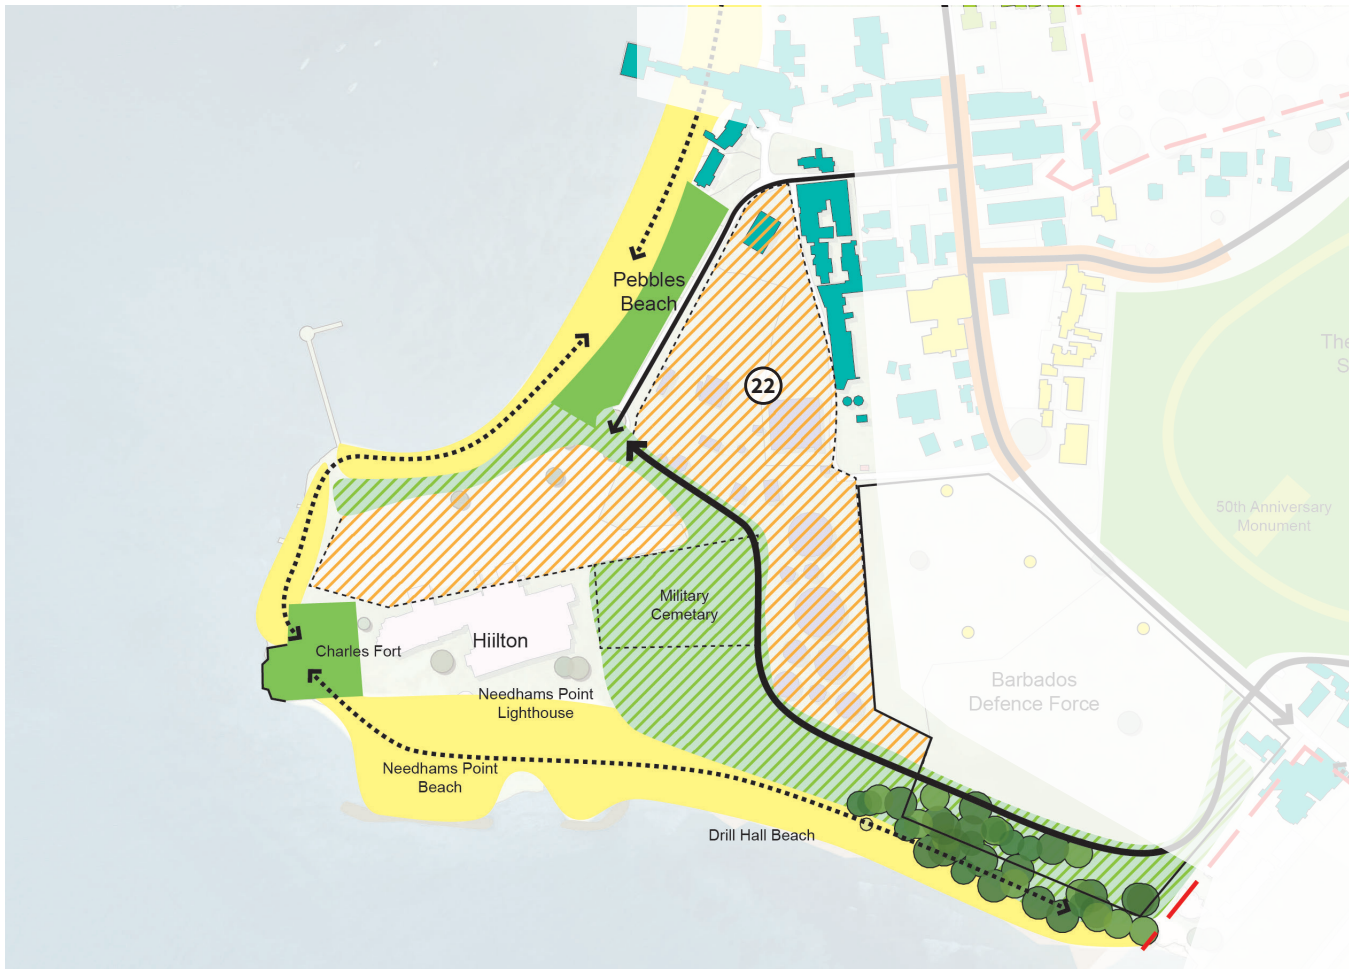 Pebbles
Beach
22
The
S
50th Anniversary
Monument
Military
Cemetary
Hiilton
Charles Fort
Barbados
Defence Force
Needhams Point
Lighthouse
Needhams Point
Beach
Drill Hall Beach